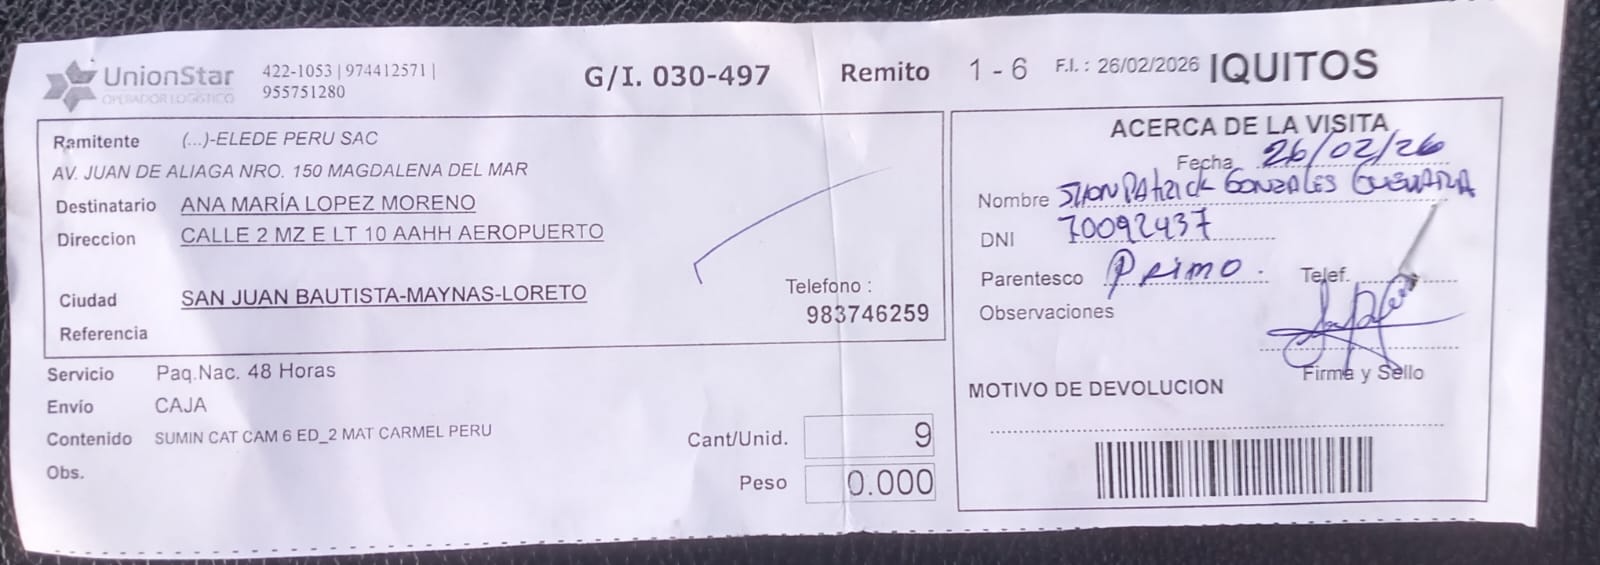 UnionStar
OPERADOR LOGÍSTICO
422-1053 | 974412571 |
955751280
G/I. 030-497
Remito 1 - 6 F.I. : 26/02/2026 IQUITOS
Ramitente (...)-ELEDE PERU SAC
AV. JUAN DE ALIAGA NRO. 150 MAGDALENA DEL MAR
Destinatario ANA MARÍA LOPEZ MORENO
Direccion CALLE 2 MZ E LT 10 AAHH AEROPUERTO
Ciudad SAN JUAN BAUTISTA-MAYNAS-LORETO
Telefono :
983746259
Referencia
Servicio Paq.Nac. 48 Horas
Envío CAJA
Contenido SUMIN CAT CAM 6 ED_2 MAT CARMEL PERU
Obs.
Cant/Unid. 9
Peso 0.000
ACERCA DE LA VISITA
Fecha 26/02/26
Nombre Patrick GONZALES GUEVARA
DNI 70092437
Parentesco Primo. Telef.
Observaciones
Firma y Sello
MOTIVO DE DEVOLUCION